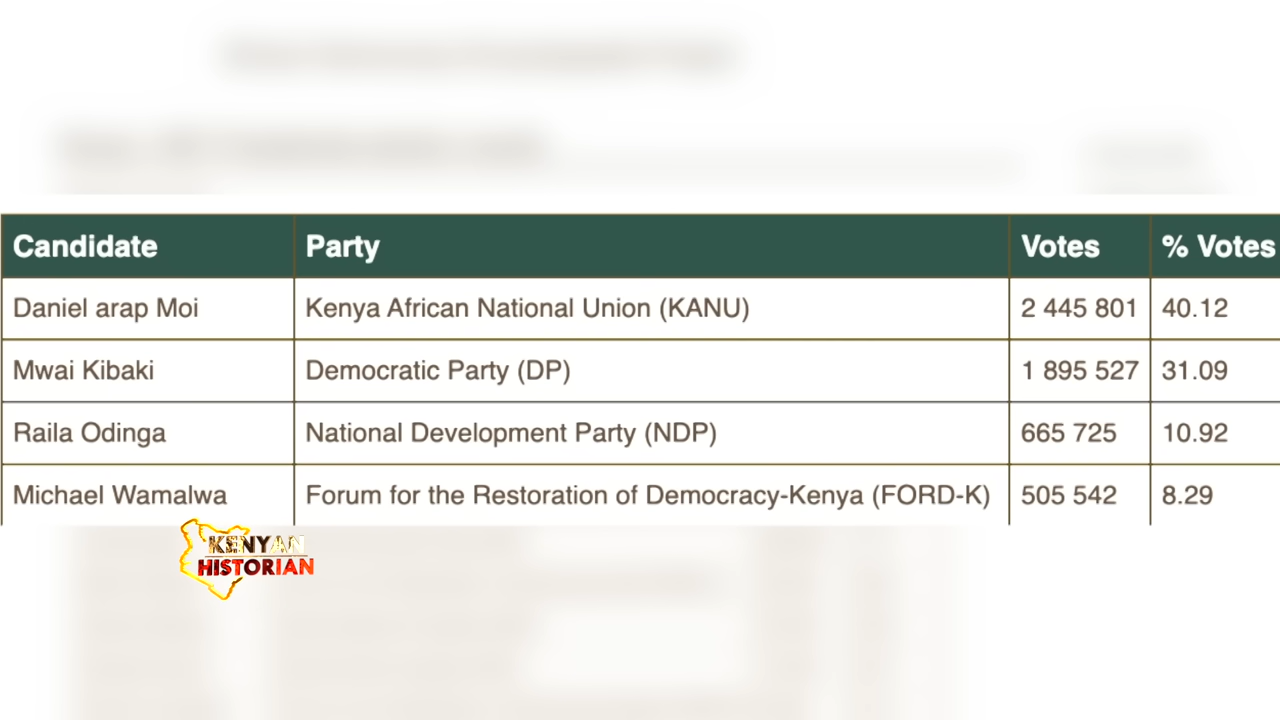 Candidate Party Votes % Votes
Daniel arap Moi Kenya African National Union (KANU) 2 445 801 40.12
Mwai Kibaki Democratic Party (DP) 1 895 527 31.09
Raila Odinga National Development Party (NDP) 665 725 10.92
Michael Wamalwa Forum for the Restoration of Democracy-Kenya (FORD-K) 505 542 8.29
KENYAN
HISTORIAN